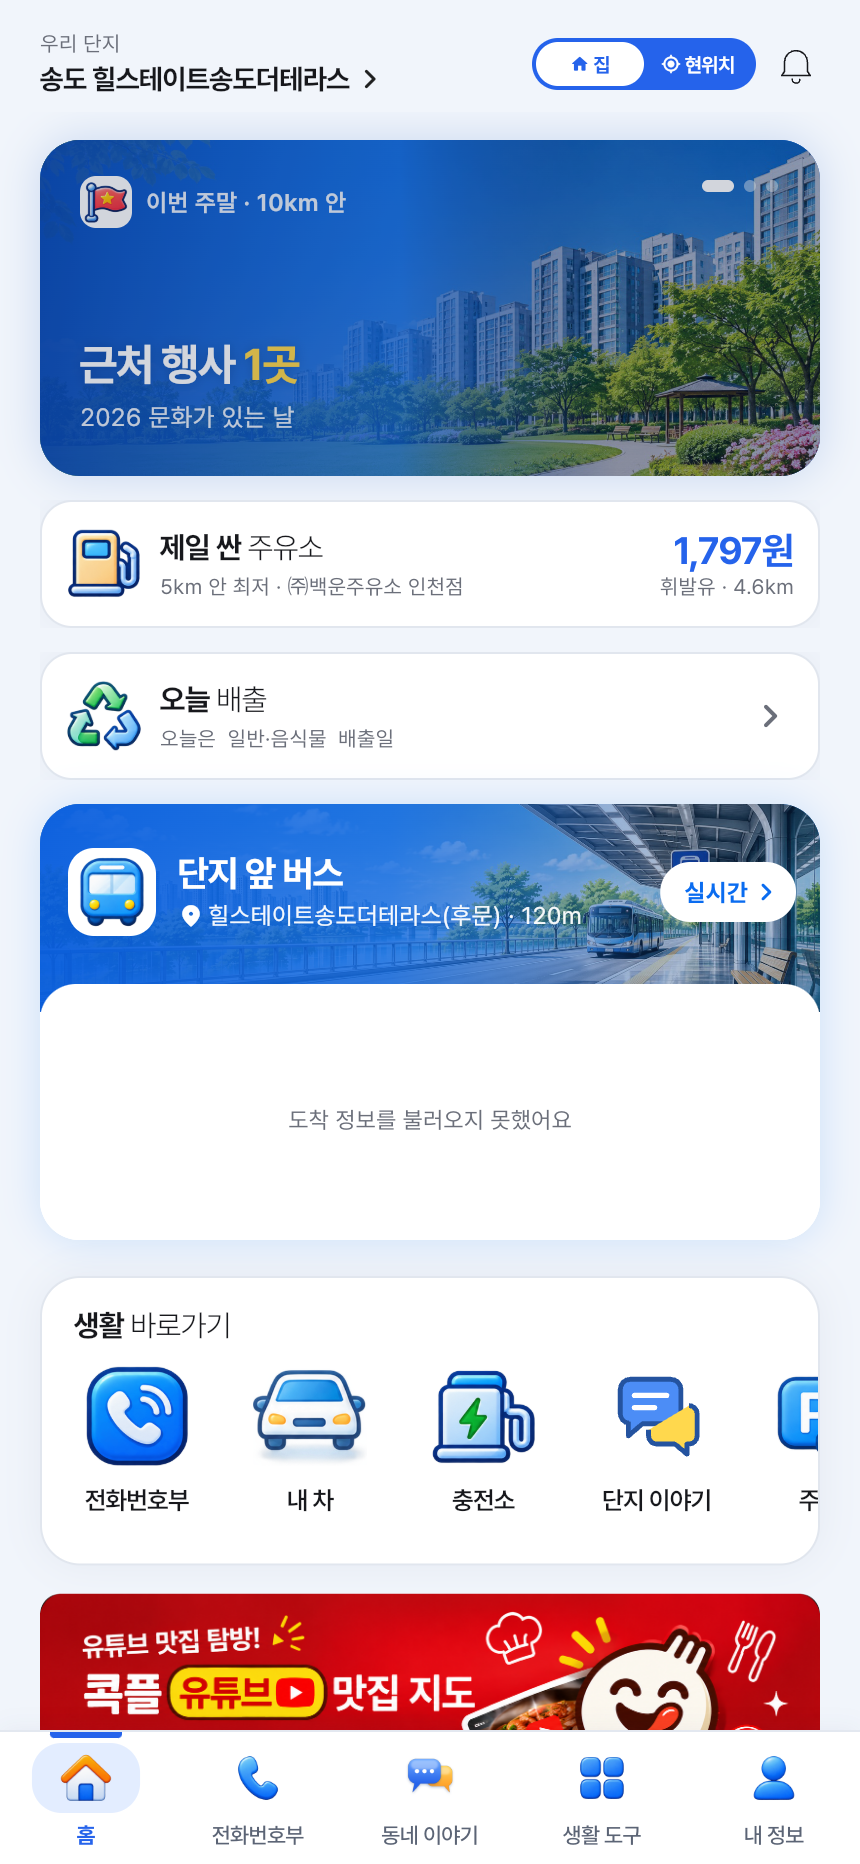 우리 단지
송도 힐스테이트송도더테라스
집
현위치
이번 주말 · 10km 안
근처 행사 1곳
2026 문화가 있는 날
제일 싼 주유소
1,797원
5km 안 최저 · ㈜백운주유소 인천점
휘발유 · 4.6km
오늘 배출
오늘은 일반·음식물 배출일
단지 앞 버스
힐스테이트송도더테라스(후문) · 120m
실시간
도착 정보를 불러오지 못했어요
생활 바로가기
전화번호부
내 차
충전소
단지 이야기
P
주
유튜브 맛집 탐방!
콕플 유튜브 맛집 지도
홈
전화번호부
동네 이야기
생활 도구
내 정보